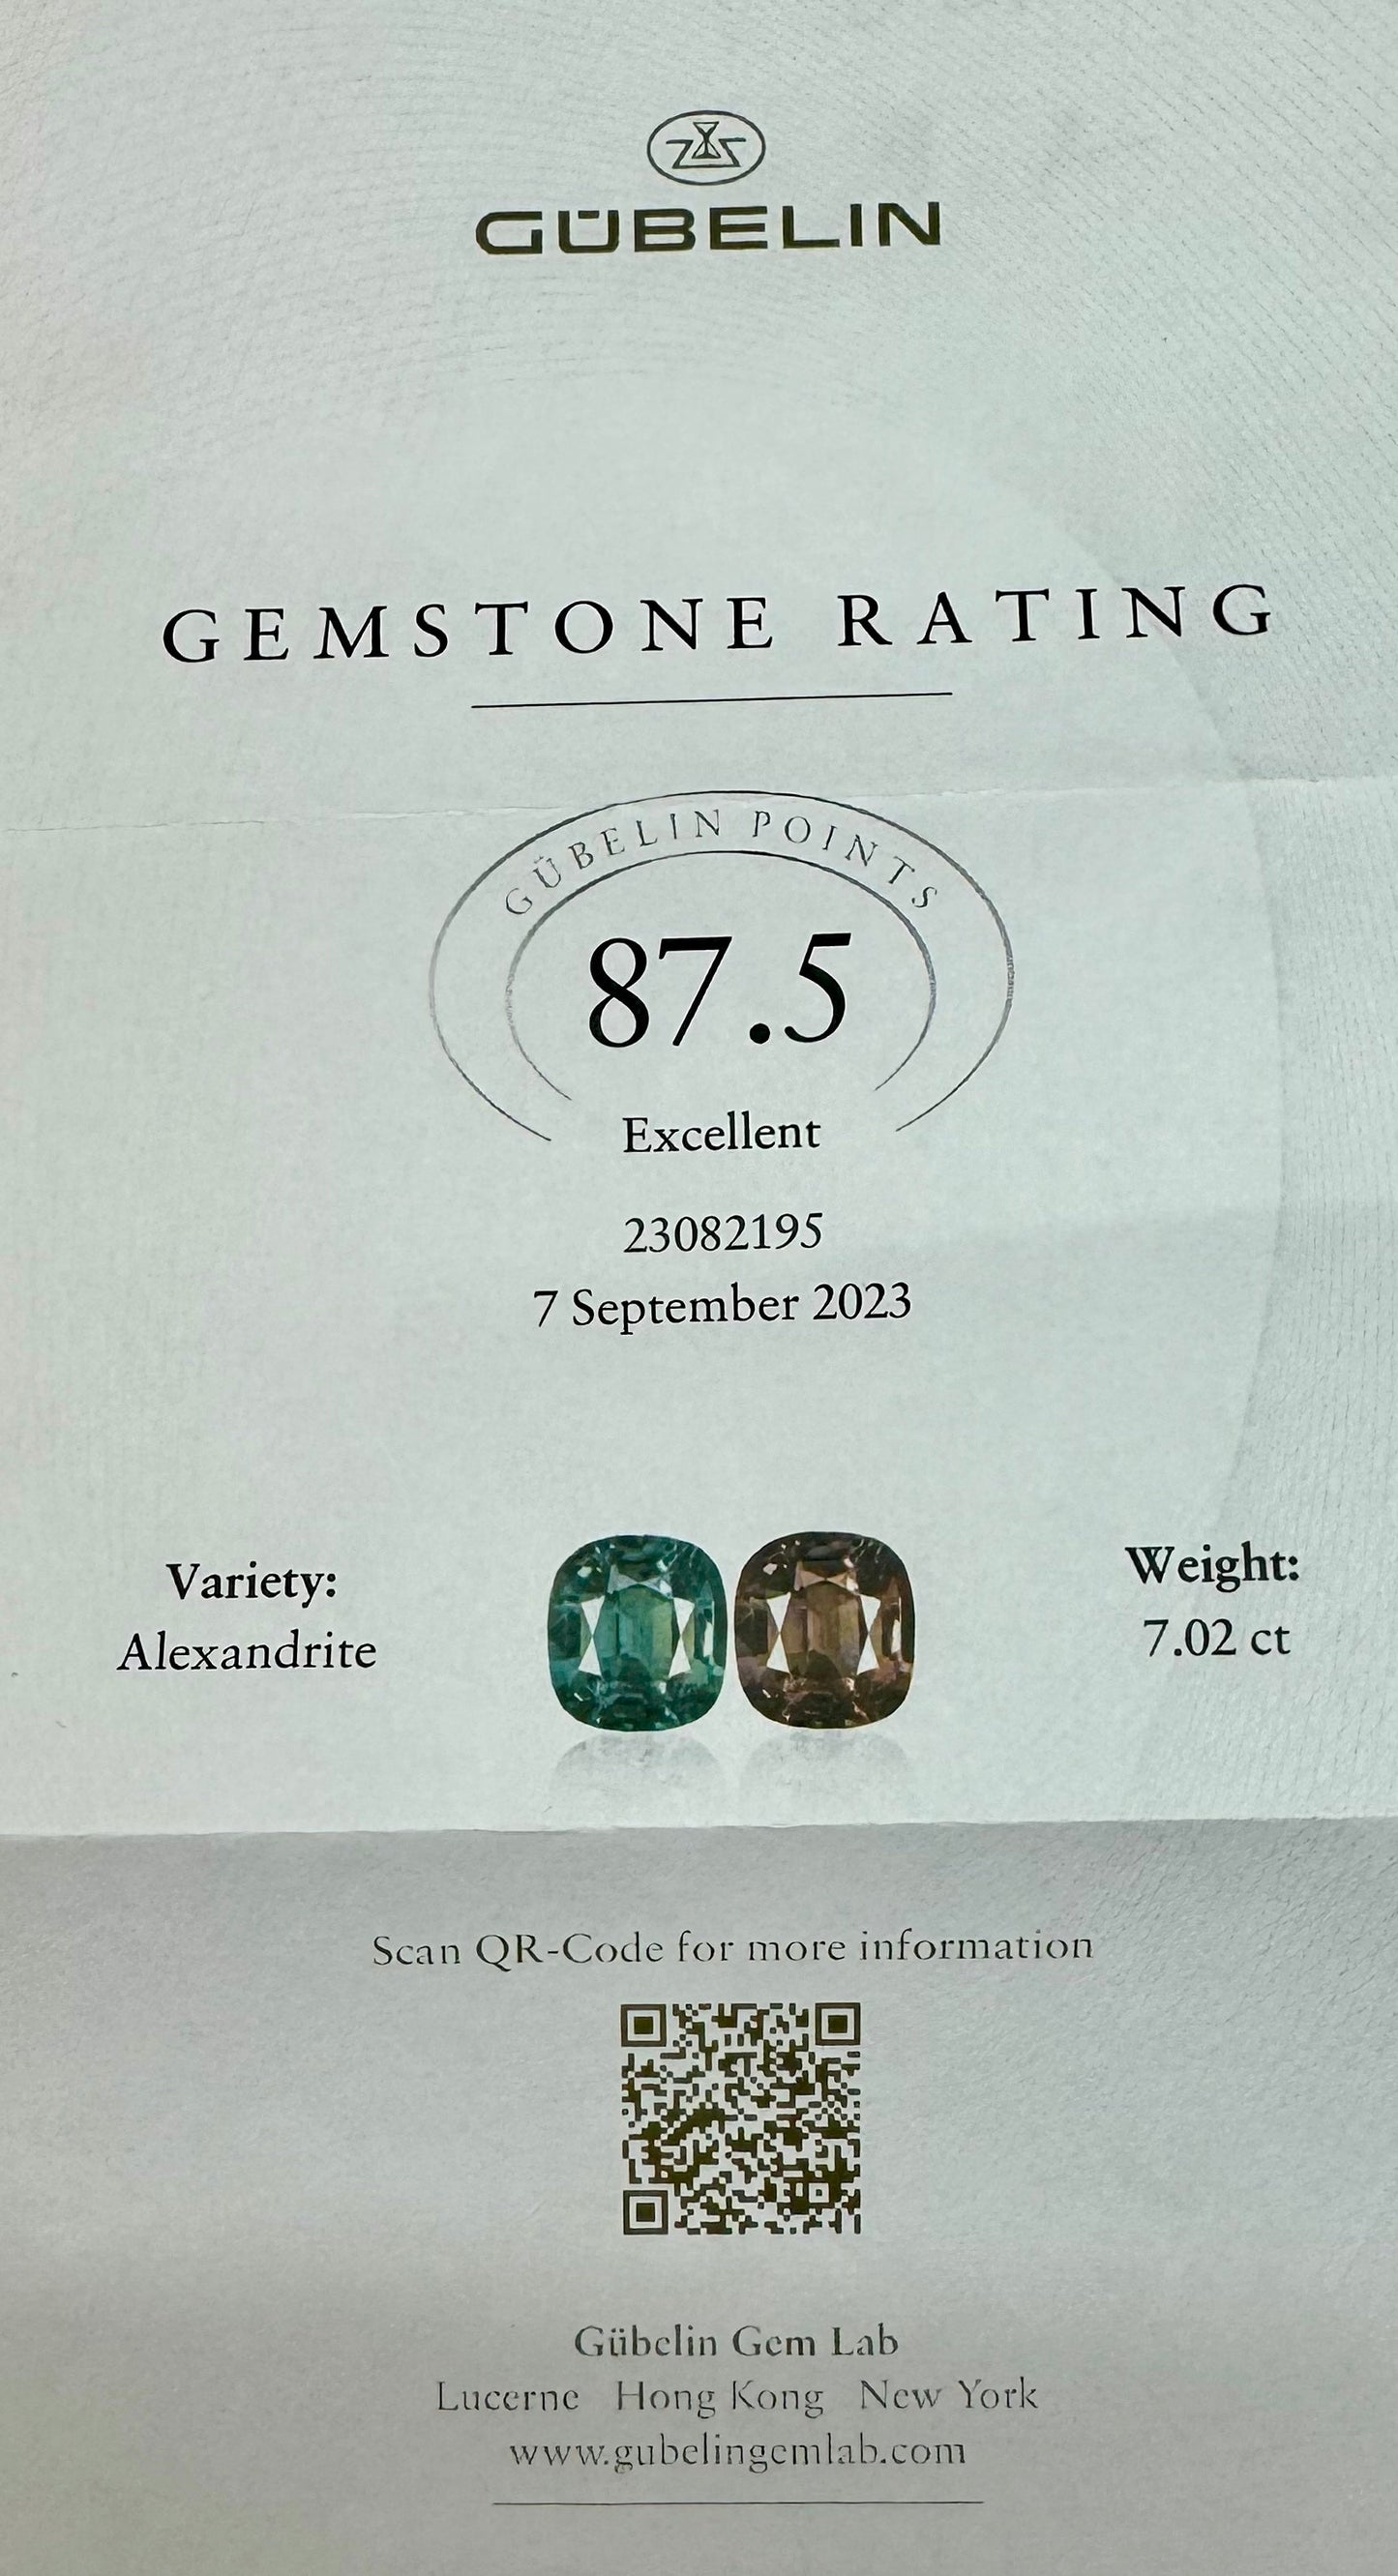 GÜBELIN
GEMSTONE RATING
GÜBELIN POINTS
87.5
Excellent
23082195
7 September 2023
Variety:
Alexandrite
Weight:
7.02 ct
Scan QR-Code for more information
Gübelin Gem Lab
Lucerne Hong Kong New York
www.gubelingemlab.com